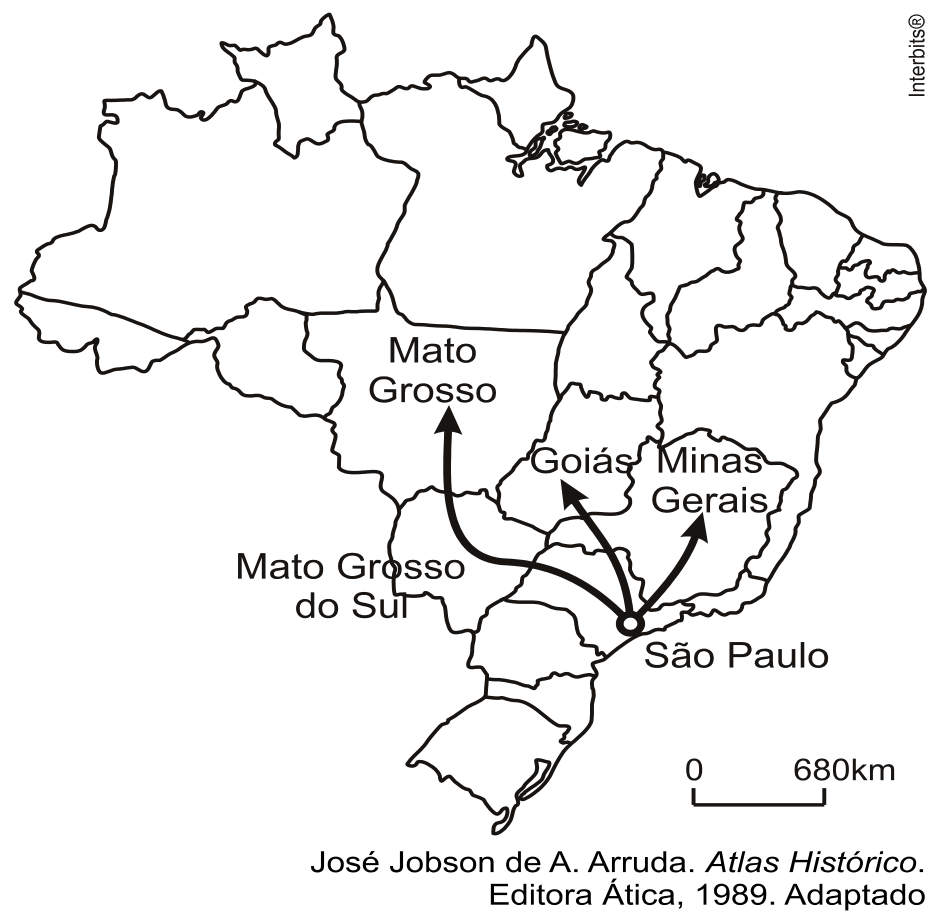 Interbits®
Mato
Grosso
Goiás
Minas
Gerais
Mato Grosso
do Sul
São Paulo
0 680km
José Jobson de A. Arruda. Atlas Histórico.
Editora Ática, 1989. Adaptado